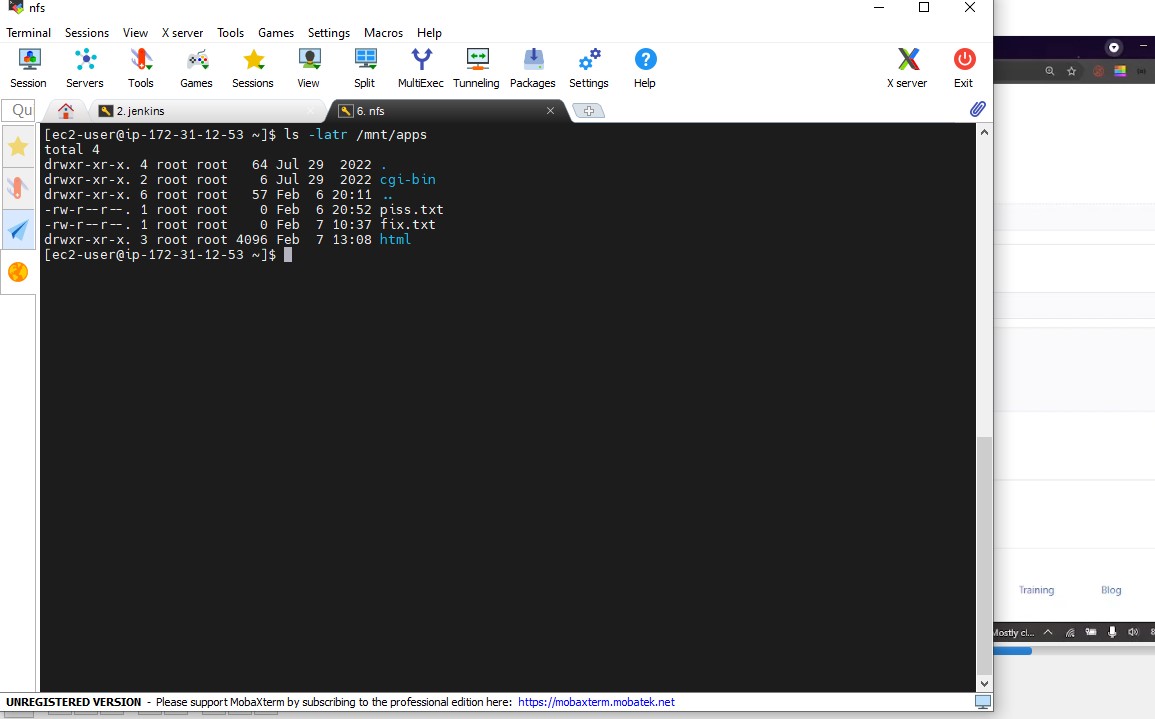 nfs
Terminal Sessions View X server Tools Games Settings Macros Help
Session Servers Tools Games Sessions View Split MultiExec Tunneling Packages Settings Help X server Exit
Qu 2. jenkins 6. nfs
[ec2-user@ip-172-31-12-53 ~]$ ls -latr /mnt/apps
total 4
drwxr-xr-x. 4 root root   64 Jul 29  2022 .
drwxr-xr-x. 2 root root    6 Jul 29  2022 cgi-bin
drwxr-xr-x. 6 root root   57 Feb  6 20:11 ..
-rw-r--r--. 1 root root    0 Feb  6 20:52 piss.txt
-rw-r--r--. 1 root root    0 Feb  7 10:37 fix.txt
drwxr-xr-x. 3 root root 4096 Feb  7 13:08 html
[ec2-user@ip-172-31-12-53 ~]$
Training Blog
Mostly cl...
UNREGISTERED VERSION - Please support MobaXterm by subscribing to the professional edition here: https://mobaxterm.mobatek.net